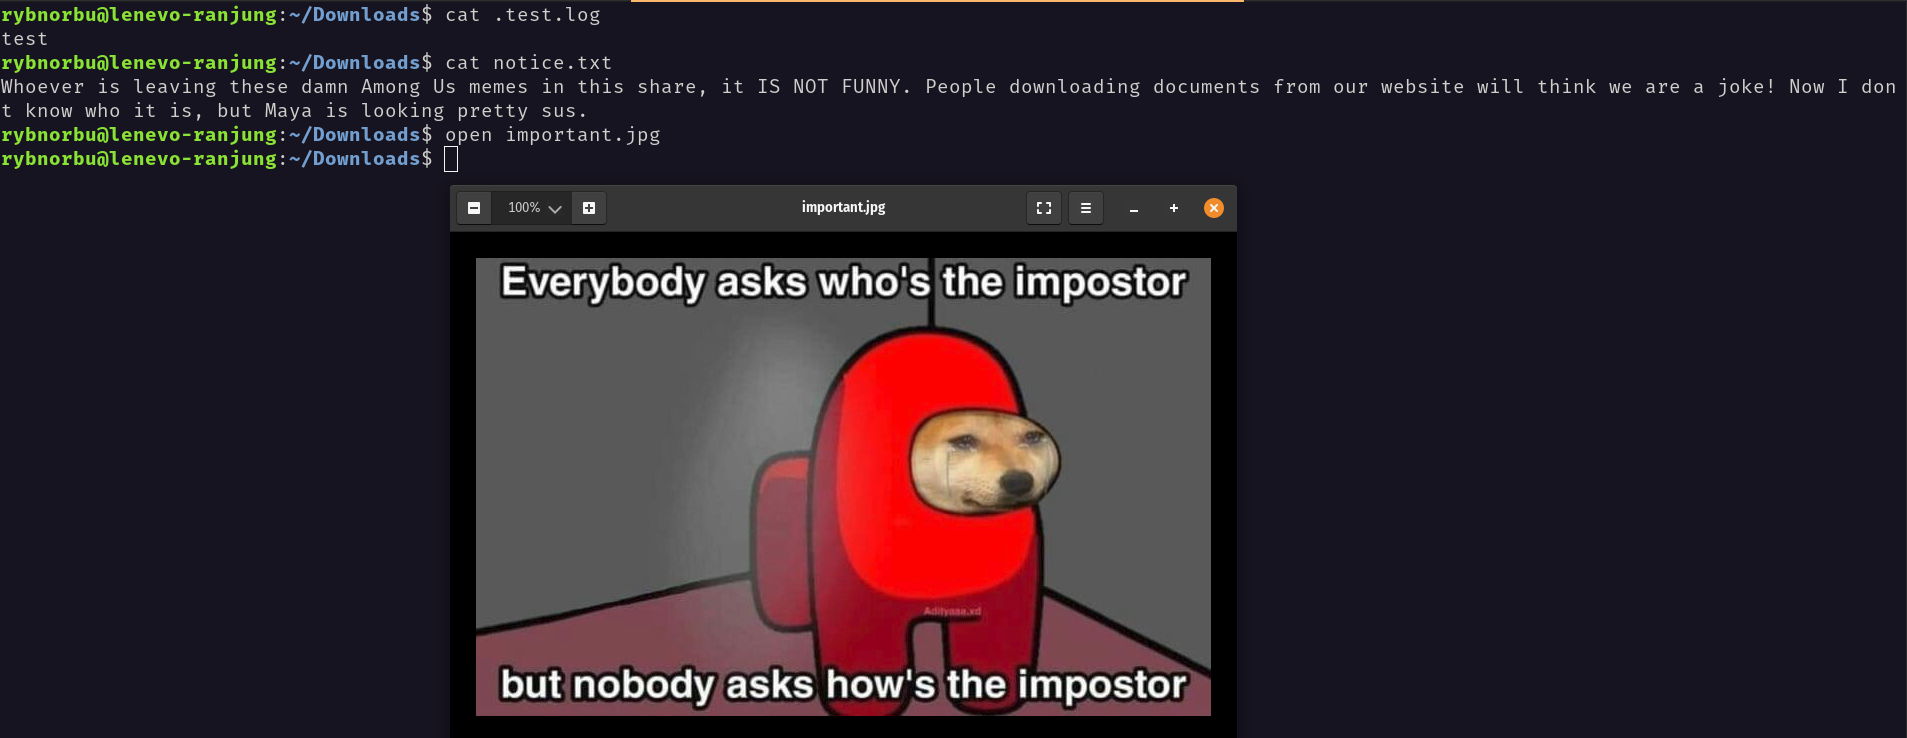 rybnorbu@lenevo-ranjung:~/Downloads$ cat .test.log
test
rybnorbu@lenevo-ranjung:~/Downloads$ cat notice.txt
Whoever is leaving these damn Among Us memes in this share, it IS NOT FUNNY. People downloading documents from our website will think we are a joke! Now I don
t know who it is, but Maya is looking pretty sus.
rybnorbu@lenevo-ranjung:~/Downloads$ open important.jpg
rybnorbu@lenevo-ranjung:~/Downloads$
100% important.jpg
Everybody asks who's the impostor
Adityaaa.xd
but nobody asks how's the impostor